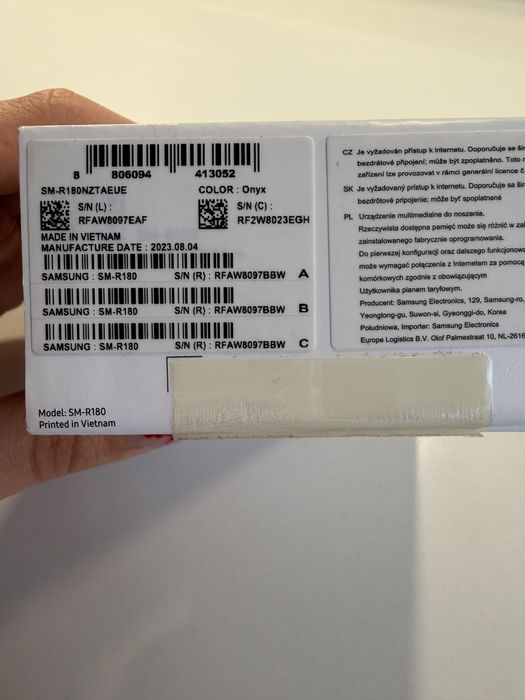 8 806094 413052
SM-R180NZTAEUE COLOR : Onyx
S/N (L) : S/N (C) :
RFAW8097EAF RF2W8023EGH
MADE IN VIETNAM
MANUFACTURE DATE : 2023.08.04
SAMSUNG : SM-R180 S/N (R) : RFAW8097BBW A
SAMSUNG : SM-R180 S/N (R) : RFAW8097BBW B
SAMSUNG : SM-R180 S/N (R) : RFAW8097BBW C
Model: SM-R180
Printed in Vietnam
CZ Je vyžadován přístup k internetu. Doporučuje se
bezdrátové připojení; může být zpoplatněno. Toto
zařízení lze provozovat v rámci generální licence č.
SK Je vyžadovaný prístup k internetu. Doporučuje sa
bezdrôtové pripojenie; môže byť spoplatnené
PL Urządzenie multimedialne do noszenia.
Rzeczywista dostępna pamięć może się różnić w
zainstalowanego fabrycznie oprogramowania.
Do pierwszej konfiguracji oraz dalszego
może wymagać połączenia z Internetem za pomocą
komórkowych zgodnie z obowiązującym
Użytkownika planem taryfowym.
Producent: Samsung Electronics, 129, Samsung-ro,
Yeongtong-gu, Suwon-si, Gyeonggi-do, Korea
Południowa, Importer: Samsung Electronics
Europe Logistics B.V. Olof Palmestraat 10, NL-2616